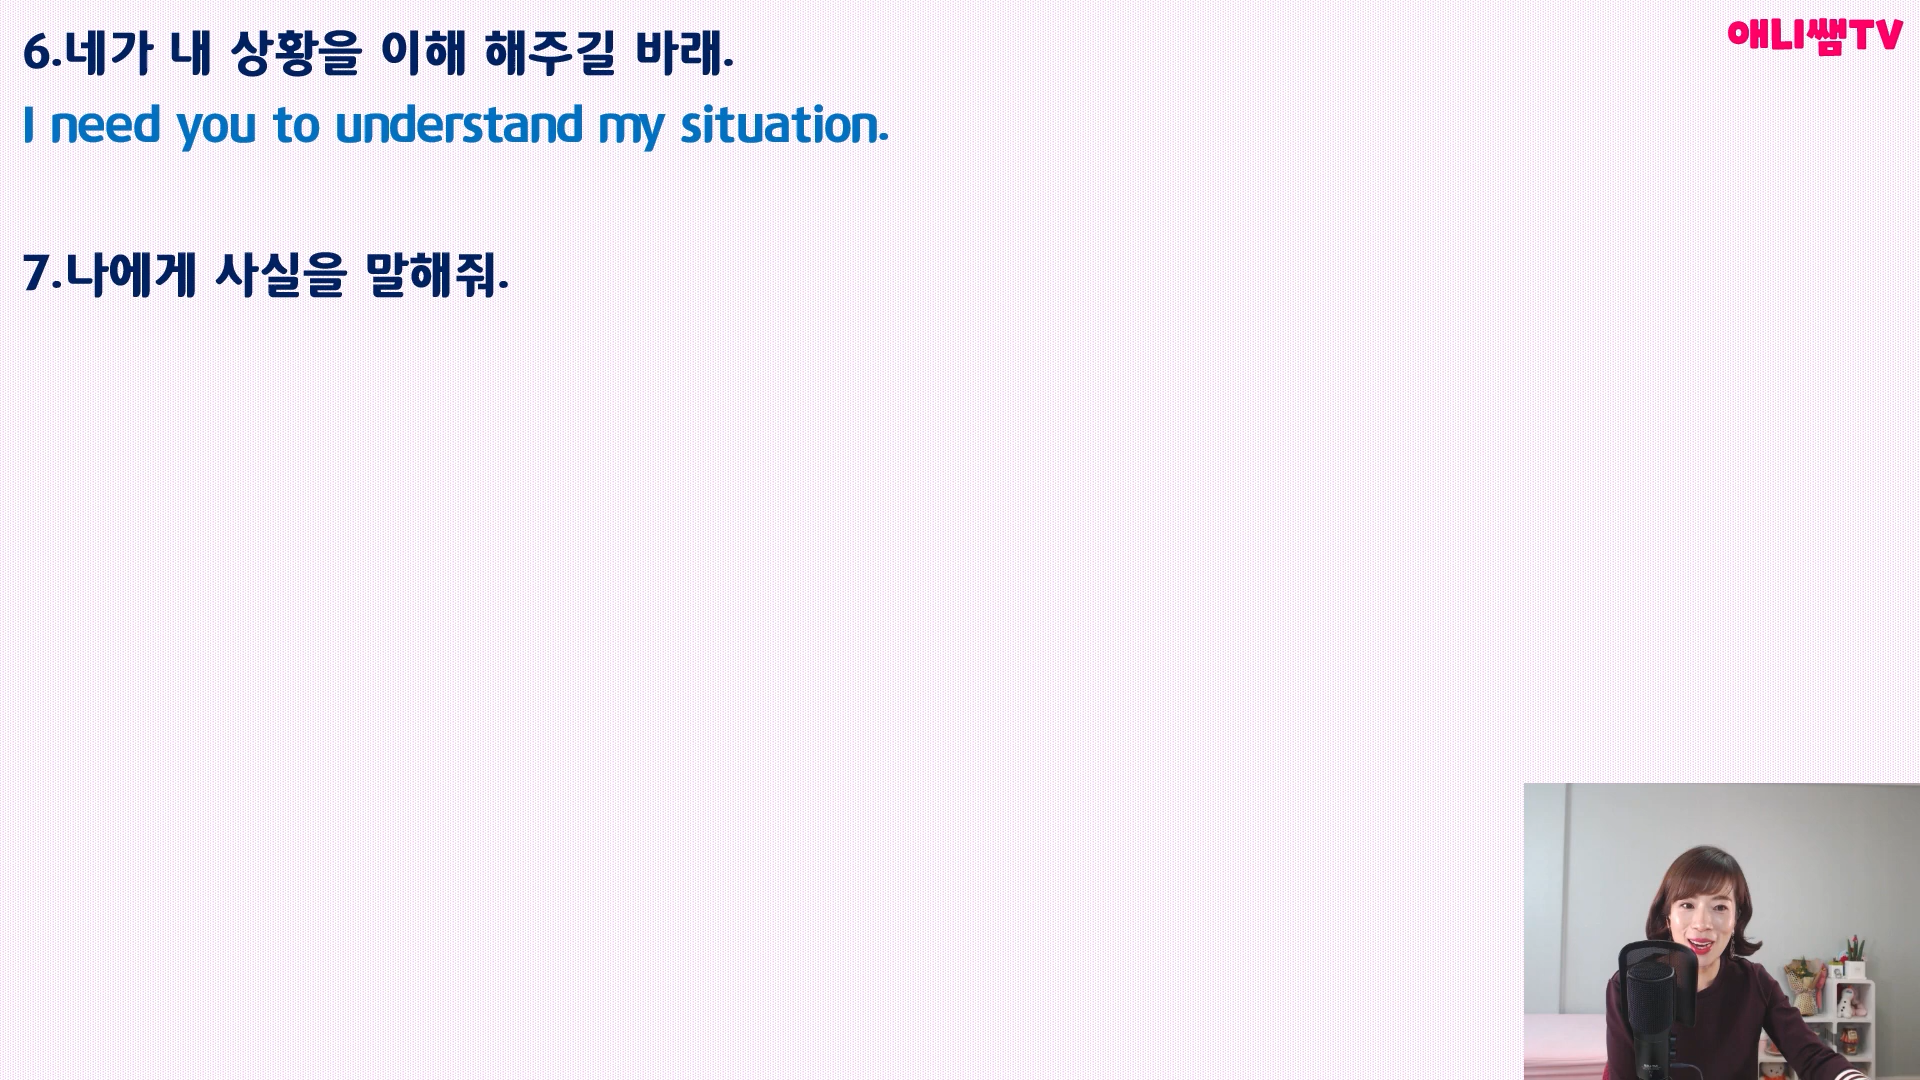 6.네가 내 상황을 이해 해주길 바래.
애니쌤TV
I need you to understand my situation.
7.나에게 사실을 말해줘.